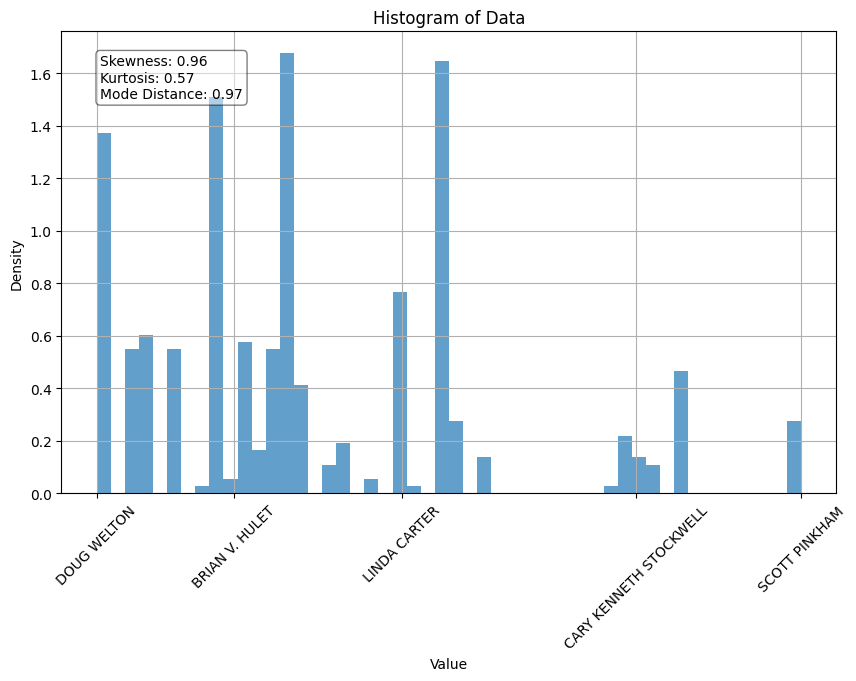 Histogram of Data
Skewness: 0.96
Kurtosis: 0.57
Mode Distance: 0.97
1.6
1.4
1.2
1.0
0.8
0.6
0.4
0.2
0.0
Density
DOUG WELTON
BRIAN V. HULET
LINDA CARTER
CARY KENNETH STOCKWELL
SCOTT PINKHAM
Value